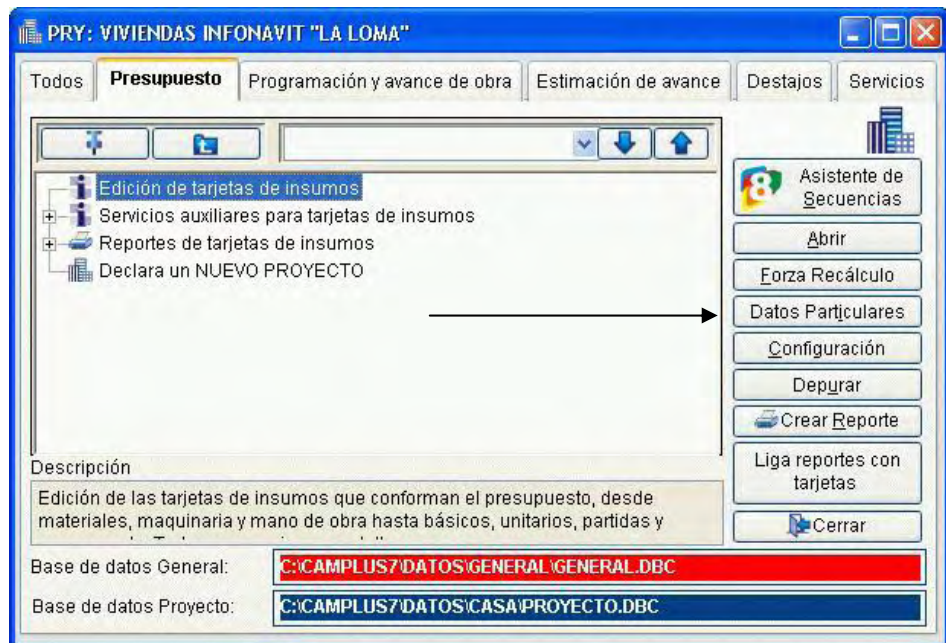 PRY: VIVIENDAS INFONAVIT "LA LOMA"
Todos Presupuesto Programación y avance de obra Estimación de avance Destajos Servicios
Edición de tarjetas de insumos
Servicios auxiliares para tarjetas de insumos
Reportes de tarjetas de insumos
Declara un NUEVO PROYECTO
Asistente de
Secuencias
Abrir
Forza Recálculo
Datos Particulares
Configuración
Depurar
Crear Reporte
Liga reportes con
tarjetas
Cerrar
Descripción
Edición de las tarjetas de insumos que conforman el presupuesto, desde
materiales, maquinaria y mano de obra hasta básicos, unitarios, partidas y
Base de datos General: C:\CAMPLUS7\DATOS\GENERAL\GENERAL.DBC
Base de datos Proyecto: C:\CAMPLUS7\DATOS\CASA\PROYECTO.DBC